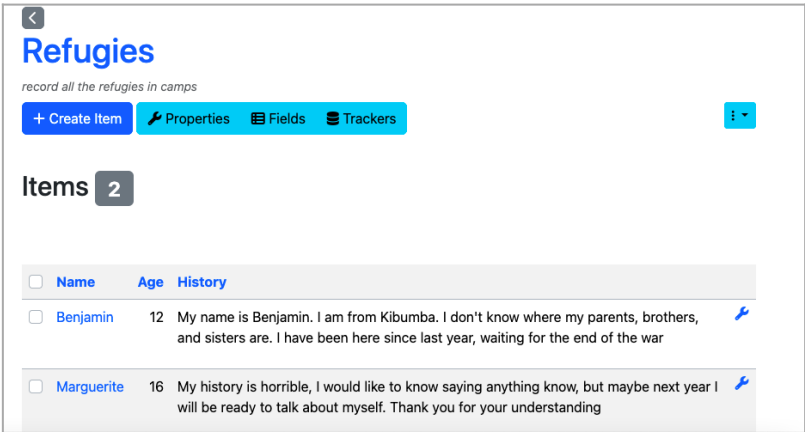 Refugies
record all the refugies in camps
+ Create Item Properties Fields Trackers
Items 2
Name Age History
Benjamin 12 My name is Benjamin. I am from Kibumba. I don't know where my parents, brothers,
and sisters are. I have been here since last year, waiting for the end of the war
Marguerite 16 My history is horrible, I would like to know saying anything know, but maybe next year I
will be ready to talk about myself. Thank you for your understanding